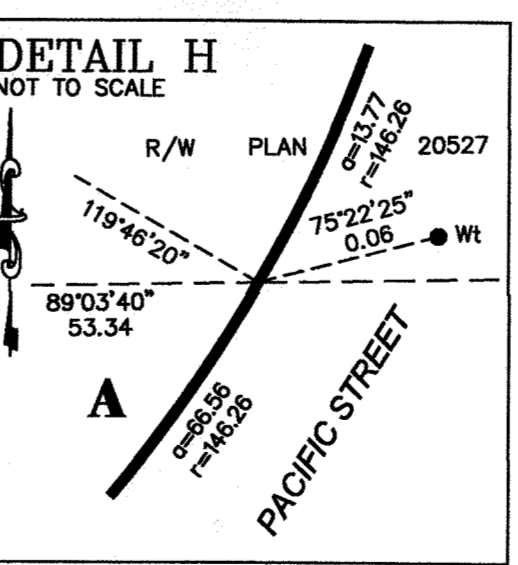 DETAIL H
NOT TO SCALE
R/W PLAN 20527
a=13.77
r=146.26
119°46'20"
75°22'25"
0.06
Wt
89°03'40"
53.34
A
a=66.56
r=146.26
PACIFIC STREET